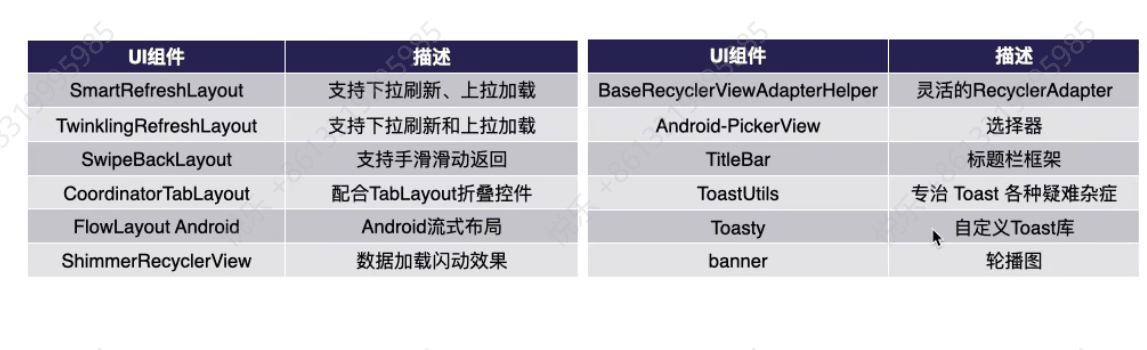 UI组件 描述
SmartRefreshLayout 支持下拉刷新、上拉加载
TwinklingRefreshLayout 支持下拉刷新和上拉加载
SwipeBackLayout 支持手滑滑动返回
CoordinatorTabLayout 配合TabLayout折叠控件
FlowLayout Android Android流式布局
ShimmerRecyclerView 数据加载闪动效果
UI组件 描述
BaseRecyclerViewAdapterHelper 灵活的RecyclerAdapter
Android-PickerView 选择器
TitleBar 标题栏框架
ToastUtils 专治 Toast 各种疑难杂症
Toasty 自定义Toast库
banner 轮播图